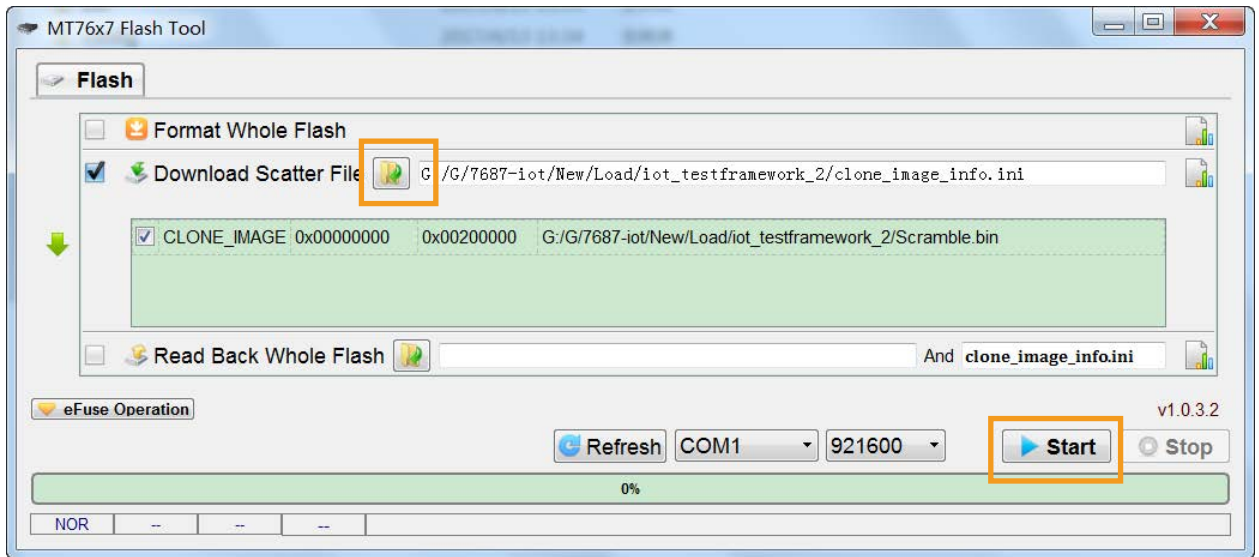 MT76x7 Flash Tool
Flash
Format Whole Flash
Download Scatter File G:/G/7687-iot/New/Load/iot_testframework_2/clone_image_info.ini
CLONE_IMAGE 0x00000000 0x00200000 G:/G/7687-iot/New/Load/iot_testframework_2/Scramble.bin
Read Back Whole Flash And clone_image_info.ini
eFuse Operation v1.0.3.2
Refresh COM1 921600 Start Stop
0%
NOR -- -- --